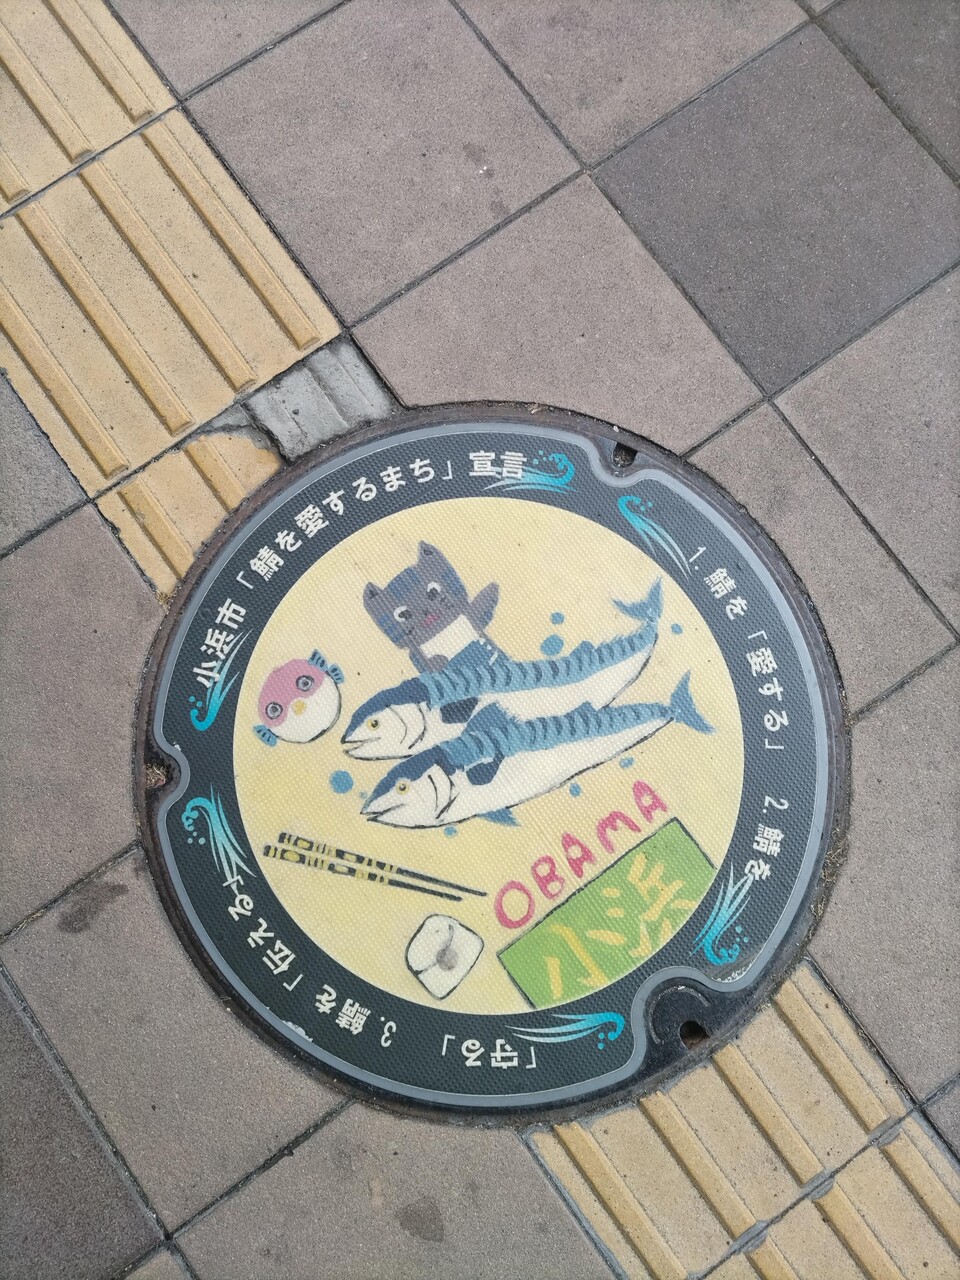 小浜市「鯖を愛するまち」宣言
1. 鯖を「愛する」
2. 鯖を「守る」
3. 鯖を「伝える」
OBAMA
小浜